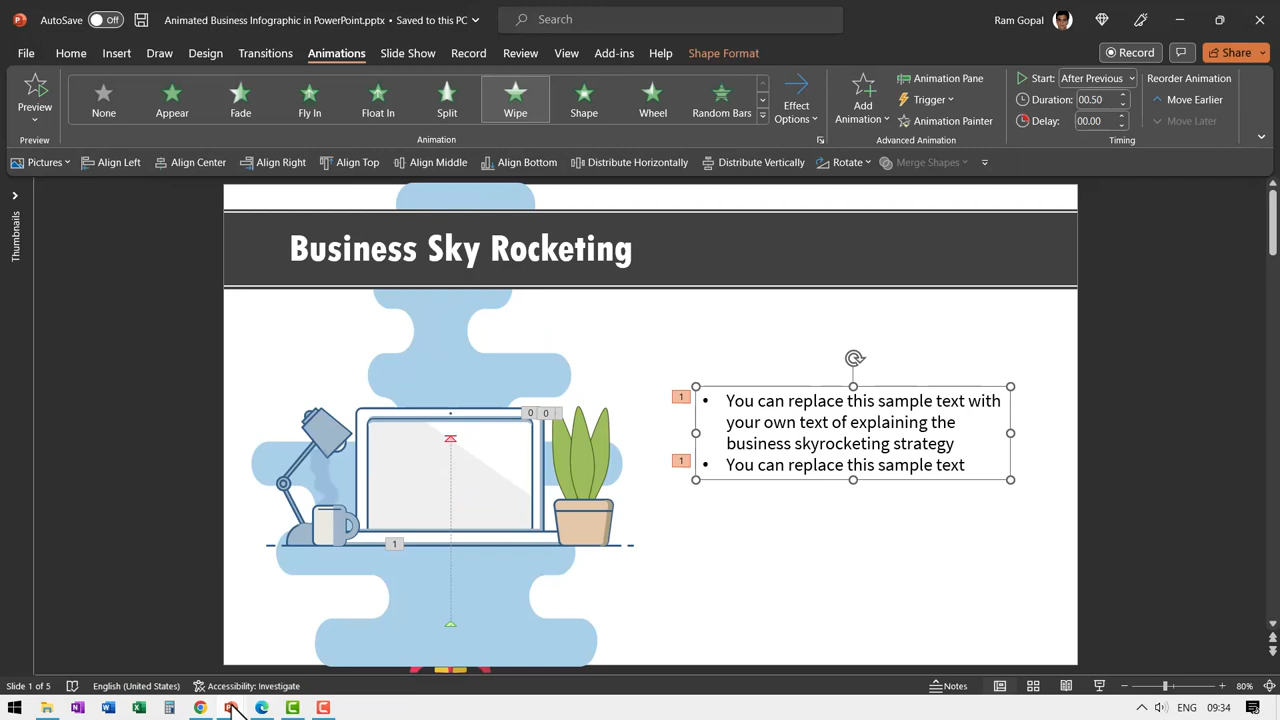 AutoSave Off Animated Business Infographic in PowerPoint.pptx • Saved to this PC Search Ram Gopal
File Home Insert Draw Design Transitions Animations Slide Show Record Review View Add-ins Help Shape Format Record Share
Preview None Appear Fade Fly In Float In Split Wipe Shape Wheel Random Bars Effect Options Add Animation Animation Pane Trigger Animation Painter Start: After Previous Duration: 00.50 Delay: 00.00 Reorder Animation Move Earlier Move Later
Preview Animation Advanced Animation Timing
Pictures Align Left Align Center Align Right Align Top Align Middle Align Bottom Distribute Horizontally Distribute Vertically Rotate Merge Shapes
Thumbnails
Business Sky Rocketing
0 0
1 • You can replace this sample text with
your own text of explaining the
business skyrocketing strategy
1 • You can replace this sample text
1
Slide 1 of 5 English (United States) Accessibility: Investigate Notes 80%
ENG 09:34